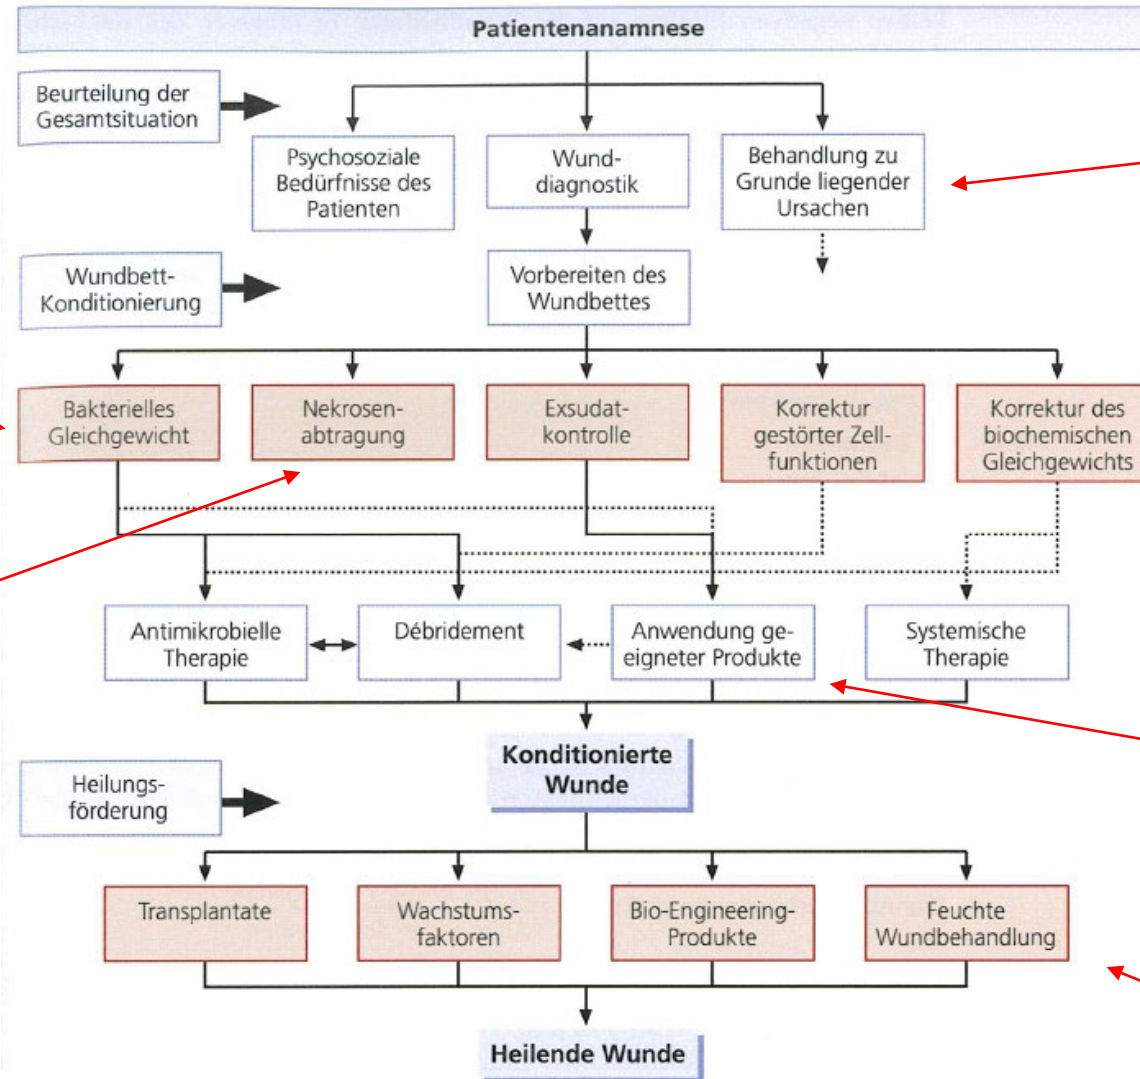 Patientenanamnese
Beurteilung der
Gesamtsituation
Psychosoziale
Bedürfnisse des
Patienten
Wund-
diagnostik
Behandlung zu
Grunde liegender
Ursachen
Wundbett-
Konditionierung
Vorbereiten des
Wundbettes
Bakterielles
Gleichgewicht
Nekrosen-
abtragung
Exsudat-
kontrolle
Korrektur
gestörter Zell-
funktionen
Korrektur des
biochemischen
Gleichgewichts
Antimikrobielle
Therapie
Débridement
Anwendung ge-
eigneter Produkte
Systemische
Therapie
Konditionierte
Wunde
Heilungs-
förderung
Transplantate
Wachstums-
faktoren
Bio-Engineering-
Produkte
Feuchte
Wundbehandlung
Heilende Wunde